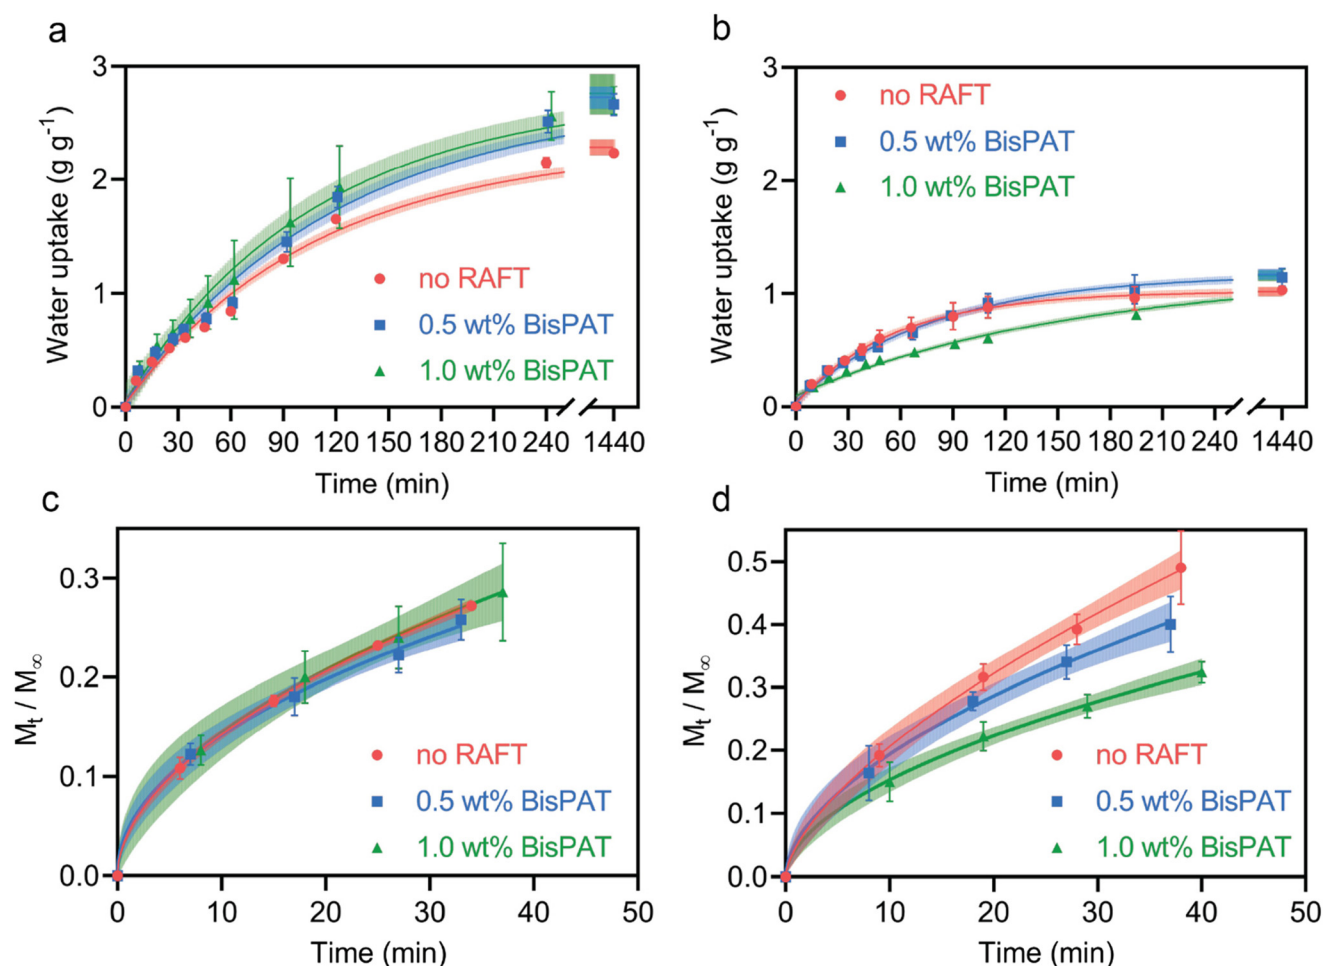 a
Water uptake (g g⁻¹)
3
2
1
0
no RAFT
0.5 wt% BisPAT
1.0 wt% BisPAT
0 30 60 90 120 150 180 210 240 1440
Time (min)
b
Water uptake (g g⁻¹)
3
2
1
0
no RAFT
0.5 wt% BisPAT
1.0 wt% BisPAT
0 30 60 90 120 150 180 210 240 1440
Time (min)
c
Mt / M∞
0.3
0.2
0.1
0.0
no RAFT
0.5 wt% BisPAT
1.0 wt% BisPAT
0 10 20 30 40 50
Time (min)
d
Mt / M∞
0.5
0.4
0.3
0.2
0.1
0.0
no RAFT
0.5 wt% BisPAT
1.0 wt% BisPAT
0 10 20 30 40 50
Time (min)